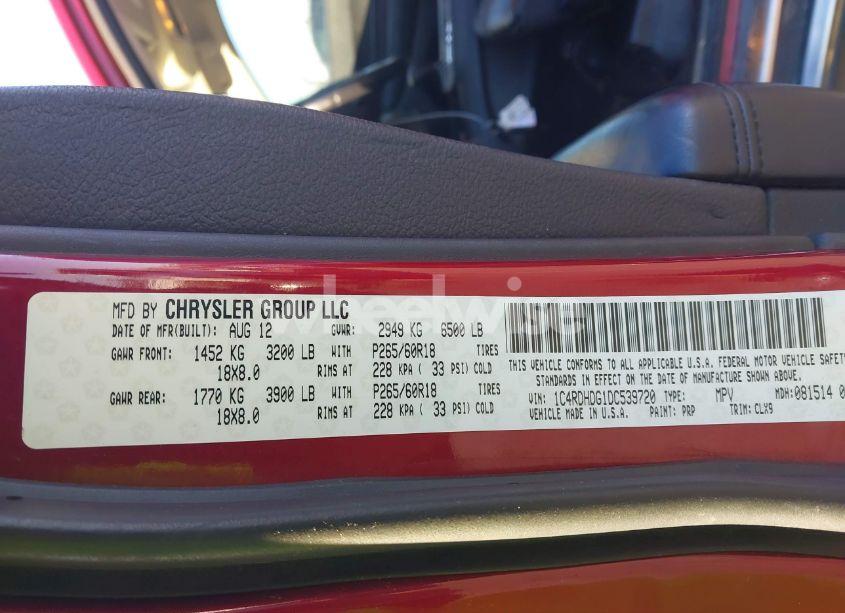 MFD BY CHRYSLER GROUP LLC
DATE OF MFR(BUILT): AUG 12 GVWR: 2949 KG 6500 LB
GAWR FRONT: 1452 KG 3200 LB WITH P265/60R18 TIRES
18X8.0 RIMS AT 228 KPA ( 33 PSI) COLD
GAWR REAR: 1770 KG 3900 LB WITH P265/60R18 TIRES
18X8.0 RIMS AT 228 KPA ( 33 PSI) COLD
THIS VEHICLE CONFORMS TO ALL APPLICABLE U.S.A. FEDERAL MOTOR VEHICLE SAFETY
STANDARDS IN EFFECT ON THE DATE OF MANUFACTURE SHOWN ABOVE.
VIN: 1C4RDHDG1DC539720 TYPE: MPV MDH: 081514 0
VEHICLE MADE IN U.S.A. PAINT: PRP TRIM: CLX9
wheelwise